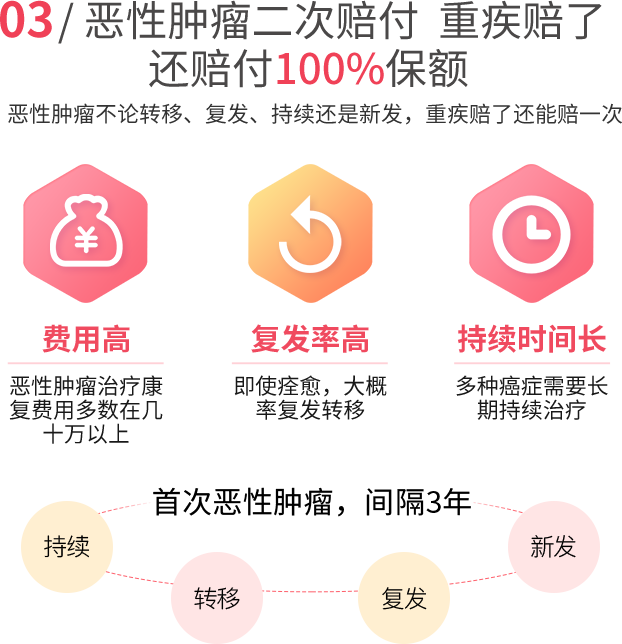 03/ 恶性肿瘤二次赔付 重疾赔了
还赔付100%保额
恶性肿瘤不论转移、复发、持续还是新发，重疾赔了还能赔一次
¥
费用高
恶性肿瘤治疗康
复费用多数在几
十万以上
复发率高
即使痊愈，大概
率复发转移
持续时间长
多种癌症需要长
期持续治疗
首次恶性肿瘤，间隔3年
持续
转移
复发
新发